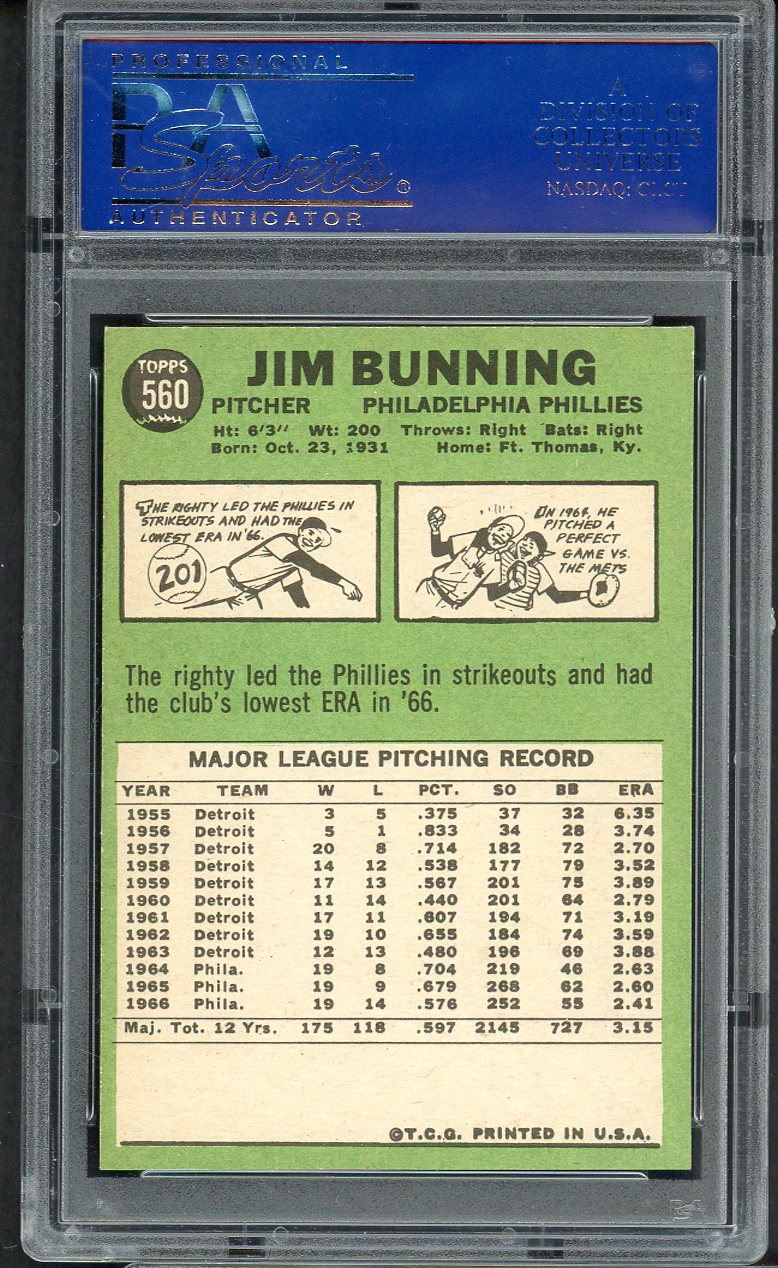 PROFESSIONAL
PSA
Sports®
AUTHENTICATOR
A
DIVISION OF
COLLECTORS
UNIVERSE
NASDAQ: CLCT
TOPPS
560
JIM BUNNING
PITCHER PHILADELPHIA PHILLIES
Ht: 6'3" Wt: 200 Throws: Right Bats: Right
Born: Oct. 23, 1931 Home: Ft. Thomas, Ky.
THE RIGHTY LED THE PHILLIES IN
STRIKEOUTS AND HAD THE
LOWEST ERA IN '66.
201
IN 1964, HE
PITCHED A
PERFECT
GAME VS.
THE METS
The righty led the Phillies in strikeouts and had
the club's lowest ERA in '66.
MAJOR LEAGUE PITCHING RECORD
YEAR TEAM W L PCT. SO BB ERA
1955 Detroit 3 5 .375 37 32 6.35
1956 Detroit 5 1 .833 34 28 3.74
1957 Detroit 20 8 .714 182 72 2.70
1958 Detroit 14 12 .538 177 79 3.52
1959 Detroit 17 13 .567 201 75 3.89
1960 Detroit 11 14 .440 201 64 2.79
1961 Detroit 17 11 .607 194 71 3.19
1962 Detroit 19 10 .655 184 74 3.59
1963 Detroit 12 13 .480 196 69 3.88
1964 Phila. 19 8 .704 219 46 2.63
1965 Phila. 19 9 .679 268 62 2.60
1966 Phila. 19 14 .576 252 55 2.41
Maj. Tot. 12 Yrs. 175 118 .597 2145 727 3.15
©T.C.G. PRINTED IN U.S.A.
PSA